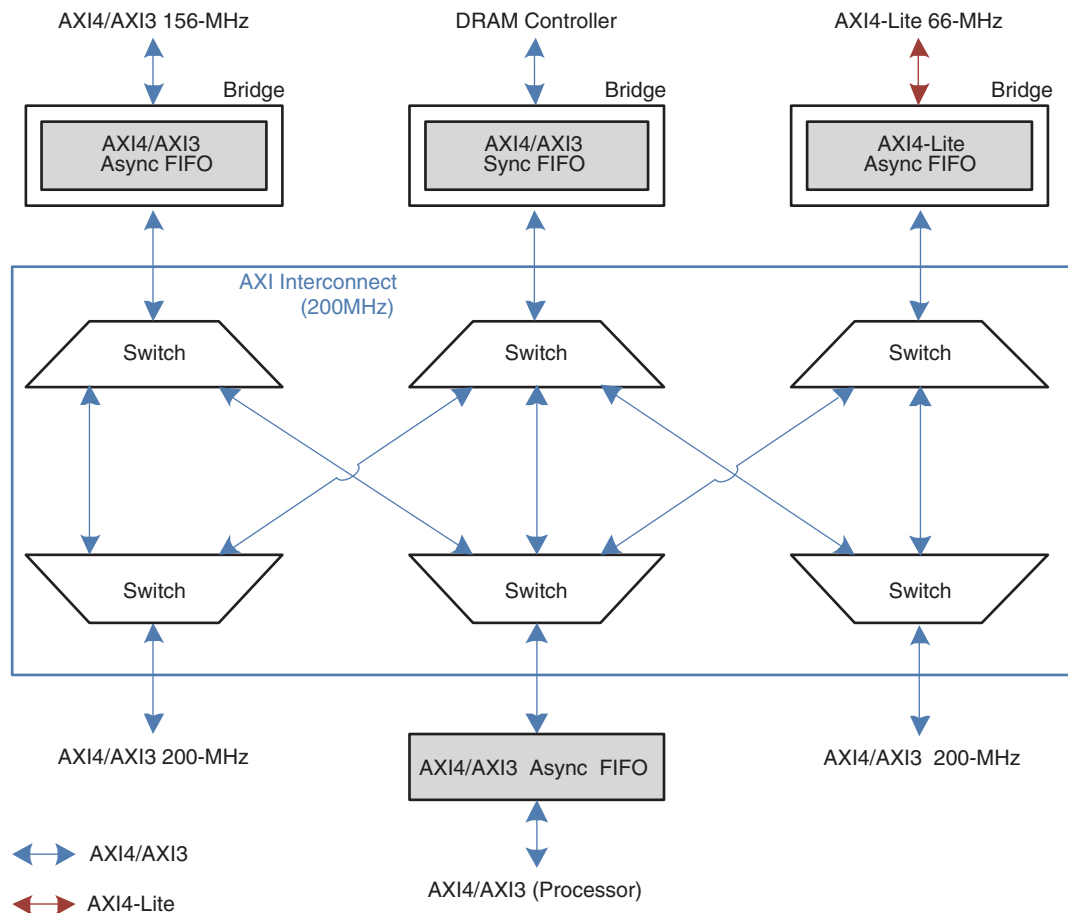 AXI4/AXI3 156-MHz
DRAM Controller
AXI4-Lite 66-MHz
Bridge
Bridge
Bridge
AXI4/AXI3
Async FIFO
AXI4/AXI3
Sync FIFO
AXI4-Lite
Async FIFO
AXI Interconnect
(200MHz)
Switch
Switch
Switch
Switch
Switch
Switch
AXI4/AXI3 200-MHz
AXI4/AXI3 Async FIFO
AXI4/AXI3 200-MHz
AXI4/AXI3
AXI4/AXI3 (Processor)
AXI4-Lite